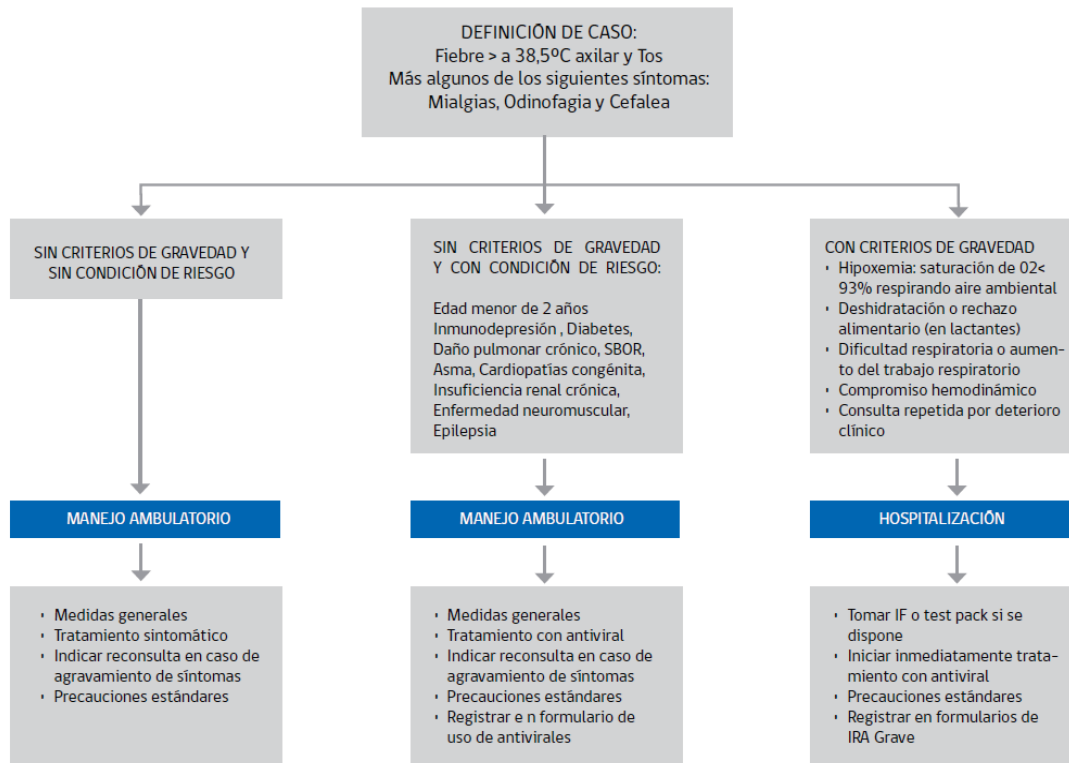 DEFINICIÓN DE CASO:
Fiebre > a 38,5ºC axilar y Tos
Más algunos de los siguientes síntomas:
Mialgias, Odinofagia y Cefalea
SIN CRITERIOS DE GRAVEDAD Y
SIN CONDICIÓN DE RIESGO
MANEJO AMBULATORIO
• Medidas generales
• Tratamiento sintomático
• Indicar reconsulta en caso de
agravamiento de síntomas
• Precauciones estándares
SIN CRITERIOS DE GRAVEDAD
Y CON CONDICIÓN DE RIESGO:
Edad menor de 2 años
Inmunodepresión , Diabetes,
Daño pulmonar crónico, SBOR,
Asma, Cardiopatías congénita,
Insuficiencia renal crónica,
Enfermedad neuromuscular,
Epilepsia
MANEJO AMBULATORIO
• Medidas generales
• Tratamiento con antiviral
• Indicar reconsulta en caso de
agravamiento de síntomas
• Precauciones estándares
• Registrar e n formulario de
uso de antivirales
CON CRITERIOS DE GRAVEDAD
• Hipoxemia: saturación de 02<
93% respirando aire ambiental
• Deshidratación o rechazo
alimentario (en lactantes)
• Dificultad respiratoria o aumen-
to del trabajo respiratorio
• Compromiso hemodinámico
• Consulta repetida por deterioro
clínico
HOSPITALIZACIÓN
• Tomar IF o test pack si se
dispone
• Iniciar inmediatamente trata-
miento con antiviral
• Precauciones estándares
• Registrar en formularios de
IRA Grave